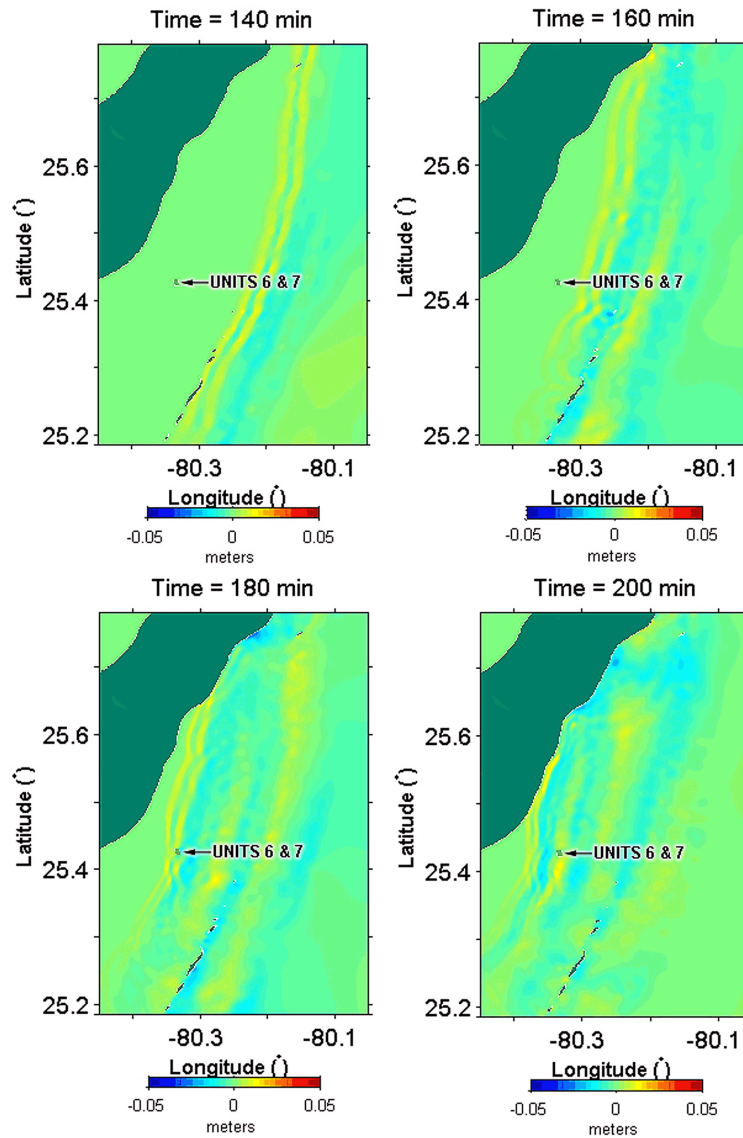 Time = 140 min
Latitude (°)
25.6
25.4
25.2
UNITS 6 & 7
-80.3
-80.1
Longitude (°)
-0.05
0
0.05
meters
Time = 160 min
Latitude (°)
25.6
25.4
25.2
UNITS 6 & 7
-80.3
-80.1
Longitude (°)
-0.05
0
0.05
meters
Time = 180 min
Latitude (°)
25.6
25.4
25.2
UNITS 6 & 7
-80.3
-80.1
Longitude (°)
-0.05
0
0.05
meters
Time = 200 min
Latitude (°)
25.6
25.4
25.2
UNITS 6 & 7
-80.3
-80.1
Longitude (°)
-0.05
0
0.05
meters